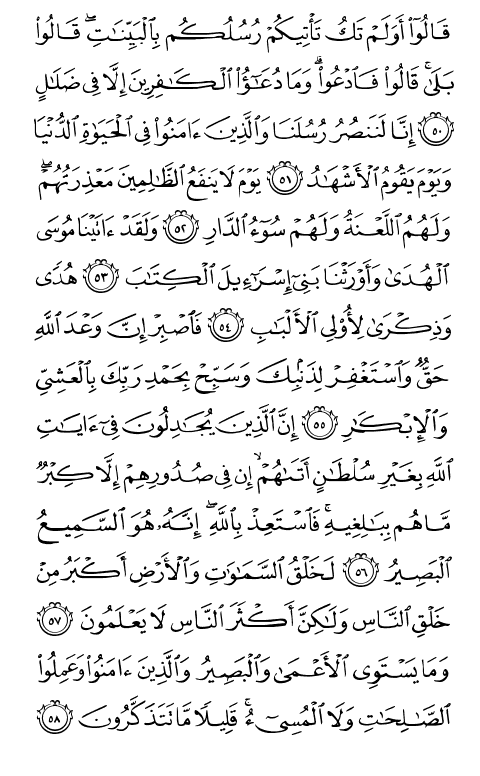 قَالُوٓا۟ أَوَلَمْ تَكُ تَأْتِيكُمْ رُسُلُكُم بِٱلْبَيِّنَٰتِ ۖ قَالُوا۟
بَلَىٰ ۚ قَالُوا۟ فَٱدْعُوا۟ ۗ وَمَا دُعَٰٓؤُا۟ ٱلْكَٰفِرِينَ إِلَّا فِى ضَلَٰلٍ
٥٠ إِنَّا لَنَنصُرُ رُسُلَنَا وَٱلَّذِينَ ءَامَنُوا۟ فِى ٱلْحَيَوٰةِ ٱلدُّنْيَا
وَيَوْمَ يَقُومُ ٱلْأَشْهَٰدُ ٥١ يَوْمَ لَا يَنفَعُ ٱلظَّٰلِمِينَ مَعْذِرَتُهُمْ ۖ
وَلَهُمُ ٱللَّعْنَةُ وَلَهُمْ سُوٓءُ ٱلدَّارِ ٥٢ وَلَقَدْ ءَاتَيْنَا مُوسَى
ٱلْهُدَىٰ وَأَوْرَثْنَا بَنِىٓ إِسْرَٰٓءِيلَ ٱلْكِتَٰبَ ٥٣ هُدًى
وَذِكْرَىٰ لِأُو۟لِى ٱلْأَلْبَٰبِ ٥٤ فَٱصْبِرْ إِنَّ وَعْدَ ٱللَّهِ
حَقٌّ وَٱسْتَغْفِرْ لِذَنۢبِكَ وَسَبِّحْ بِحَمْدِ رَبِّكَ بِٱلْعَشِىِّ
وَٱلْإِبْكَٰرِ ٥٥ إِنَّ ٱلَّذِينَ يُجَٰدِلُونَ فِىٓ ءَايَٰتِ
ٱللَّهِ بِغَيْرِ سُلْطَٰنٍ أَتَىٰهُمْ ۙ إِن فِى صُدُورِهِمْ إِلَّا كِبْرٌ
مَّا هُم بِبَٰلِغِيهِ ۚ فَٱسْتَعِذْ بِٱللَّهِ ۖ إِنَّهُۥ هُوَ ٱلسَّمِيعُ
ٱلْبَصِيرُ ٥٦ لَخَلْقُ ٱلسَّمَٰوَٰتِ وَٱلْأَرْضِ أَكْبَرُ مِنْ
خَلْقِ ٱلنَّاسِ وَلَٰكِنَّ أَكْثَرَ ٱلنَّاسِ لَا يَعْلَمُونَ ٥٧
وَمَا يَسْتَوِى ٱلْأَعْمَىٰ وَٱلْبَصِيرُ وَٱلَّذِينَ ءَامَنُوا۟ وَعَمِلُوا۟
ٱلصَّٰلِحَٰتِ وَلَا ٱلْمُسِىٓءُ ۚ قَلِيلًا مَّا تَتَذَكَّرُونَ ٥٨